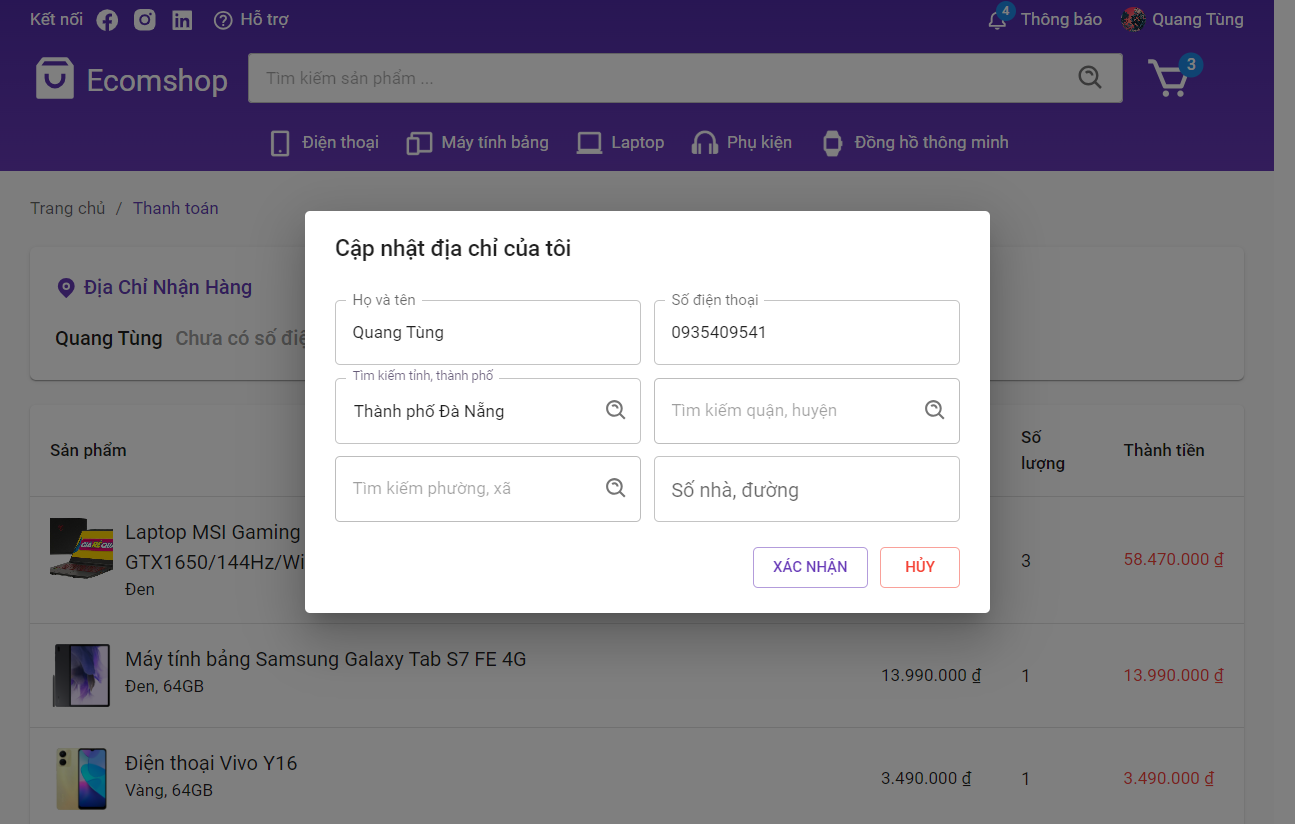 Kết nối Hỗ trợ 4 Thông báo Quang Tùng
Ecomshop Tìm kiếm sản phẩm ... 3
Điện thoại Máy tính bảng Laptop Phụ kiện Đồng hồ thông minh
Trang chủ / Thanh toán
Địa Chỉ Nhận Hàng
Quang Tùng Chưa có số
Cập nhật địa chỉ của tôi
Họ và tên Số điện thoại
Quang Tùng 0935409541
Tìm kiếm tỉnh, thành phố
Thành phố Đà Nẵng Tìm kiếm quận, huyện
Tìm kiếm phường, xã Số nhà, đường
XÁC NHẬN HỦY
Sản phẩm Số lượng Thành tiền
Laptop MSI Gaming
GTX1650/144Hz/Wi 3 58.470.000 ₫
Đen
Máy tính bảng Samsung Galaxy Tab S7 FE 4G
Đen, 64GB 13.990.000 ₫ 1 13.990.000 ₫
Điện thoại Vivo Y16
Vàng, 64GB 3.490.000 ₫ 1 3.490.000 ₫